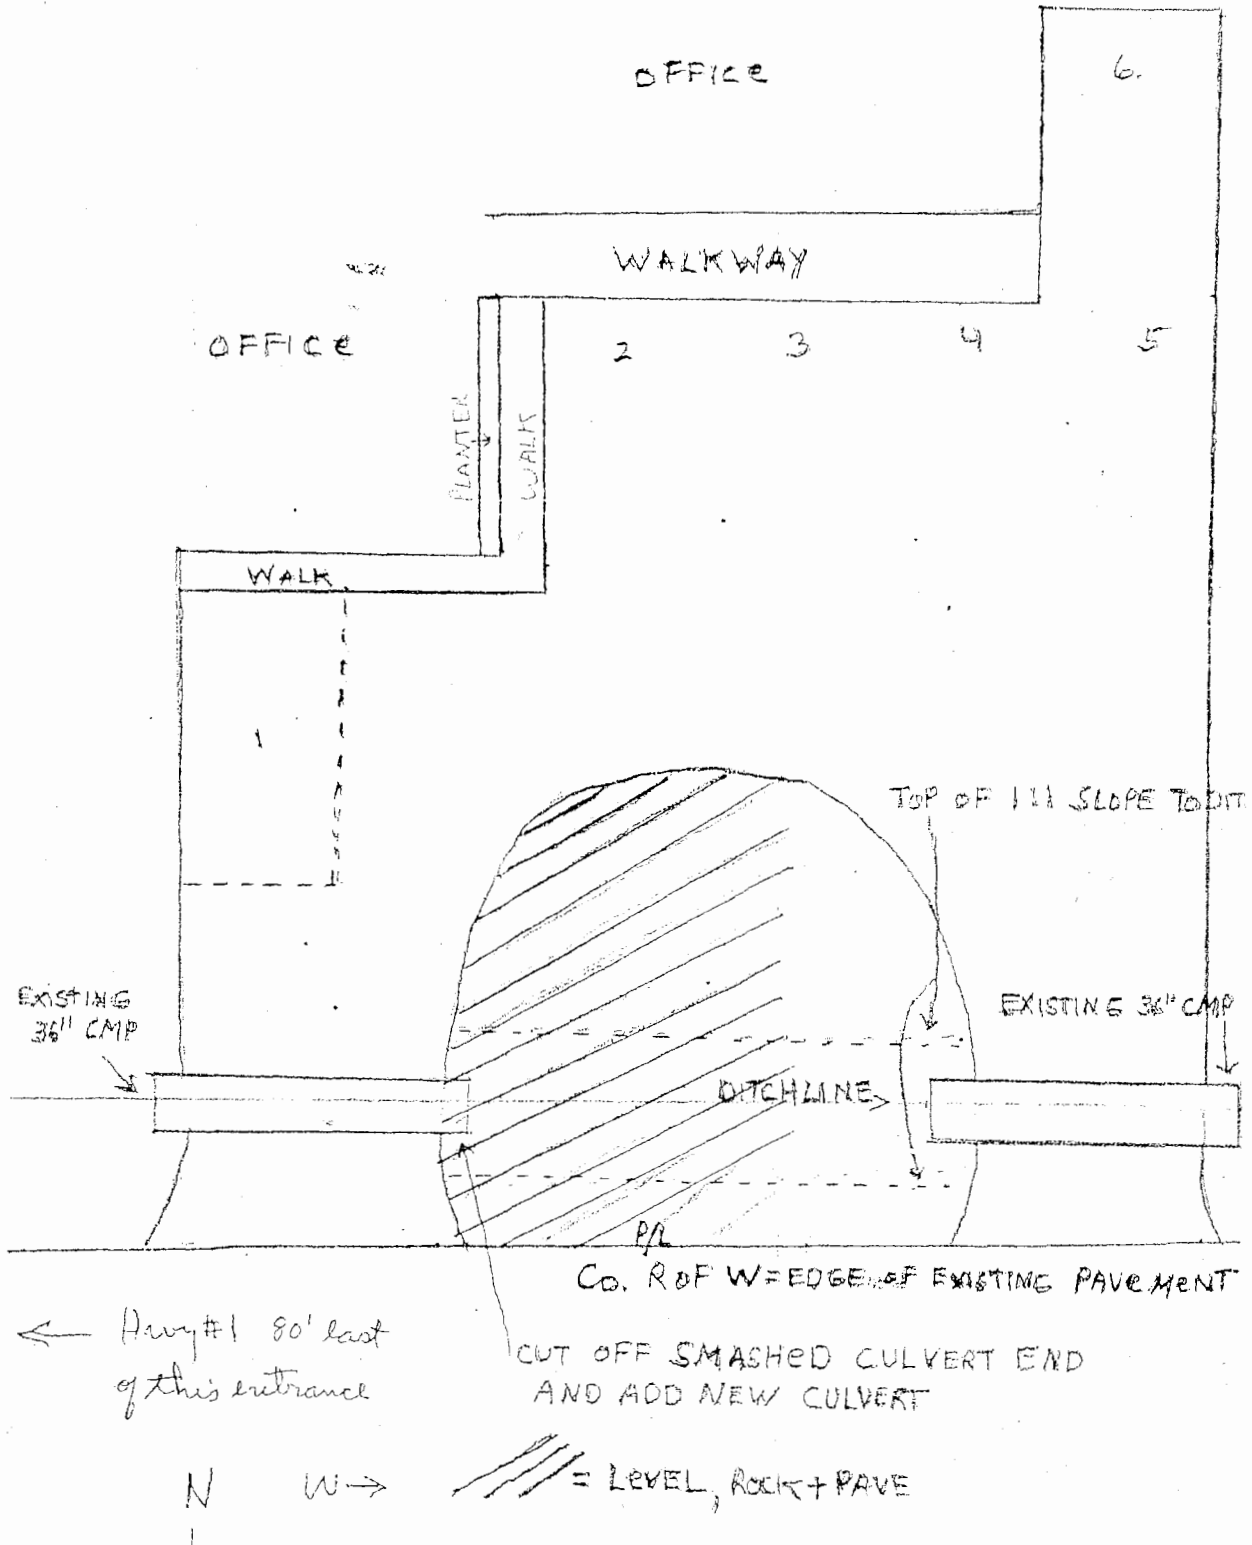 OFFICE
6.
WALKWAY
OFFICE
2 3 4 5
PLANTER
WALK
WALK
1
TOP OF 1:1 SLOPE TO DIT
EXISTING
36" CMP
EXISTING 36" CMP
DITCHLINE
P/L
CO. R OF W = EDGE OF EXISTING PAVEMENT
← Hwy #1 80' East
of this entrance
CUT OFF SMASHED CULVERT END
AND ADD NEW CULVERT
N W → = LEVEL, ROCK + PAVE